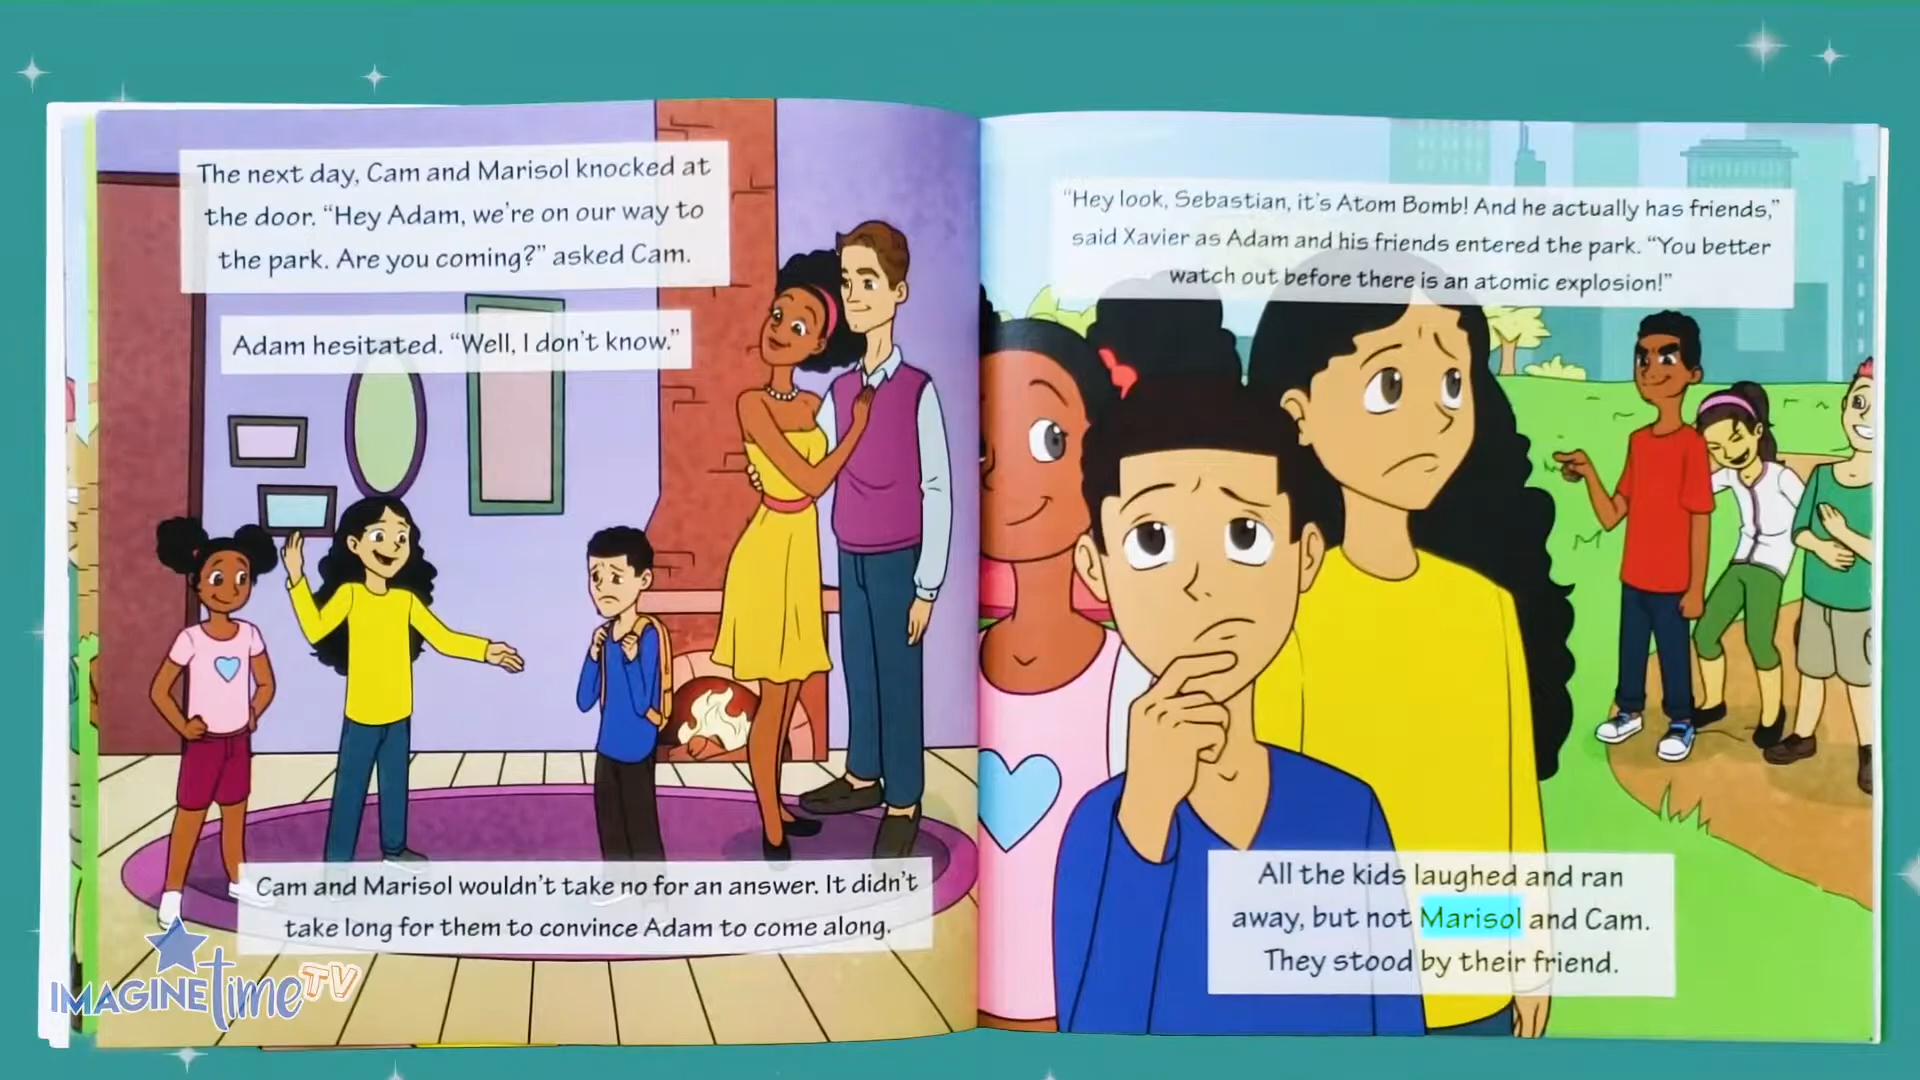 The next day, Cam and Marisol knocked at
the door. “Hey Adam, we’re on our way to
the park. Are you coming?” asked Cam.
Adam hesitated. “Well, I don’t know.”
Cam and Marisol wouldn’t take no for an answer. It didn’t
take long for them to convince Adam to come along.
“Hey look, Sebastian, it’s Atom Bomb! And he actually has friends,”
said Xavier as Adam and his friends entered the park. “You better
watch out before there is an atomic explosion!”
All the kids laughed and ran
away, but not Marisol and Cam.
They stood by their friend.
IMAGINE time TV